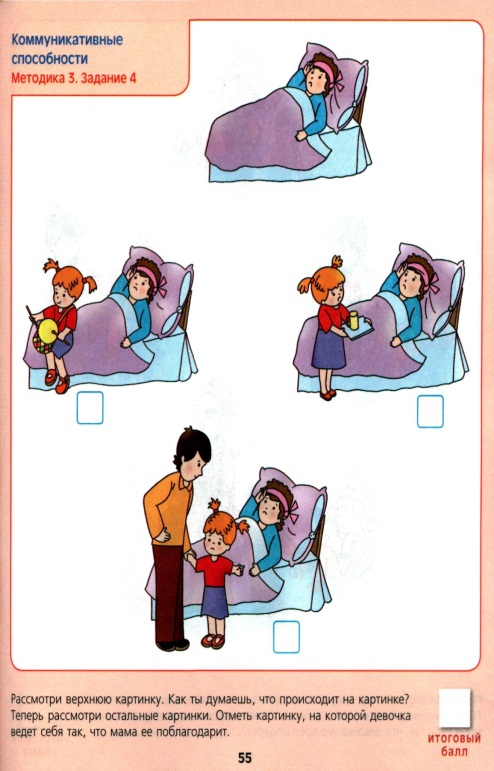 Коммуникативные
способности
Методика 3. Задание 4
Рассмотри верхнюю картинку. Как ты думаешь, что происходит на картинке?
Теперь рассмотри остальные картинки. Отметь картинку, на которой девочка
ведет себя так, что мама ее поблагодарит.
итоговый
балл
55